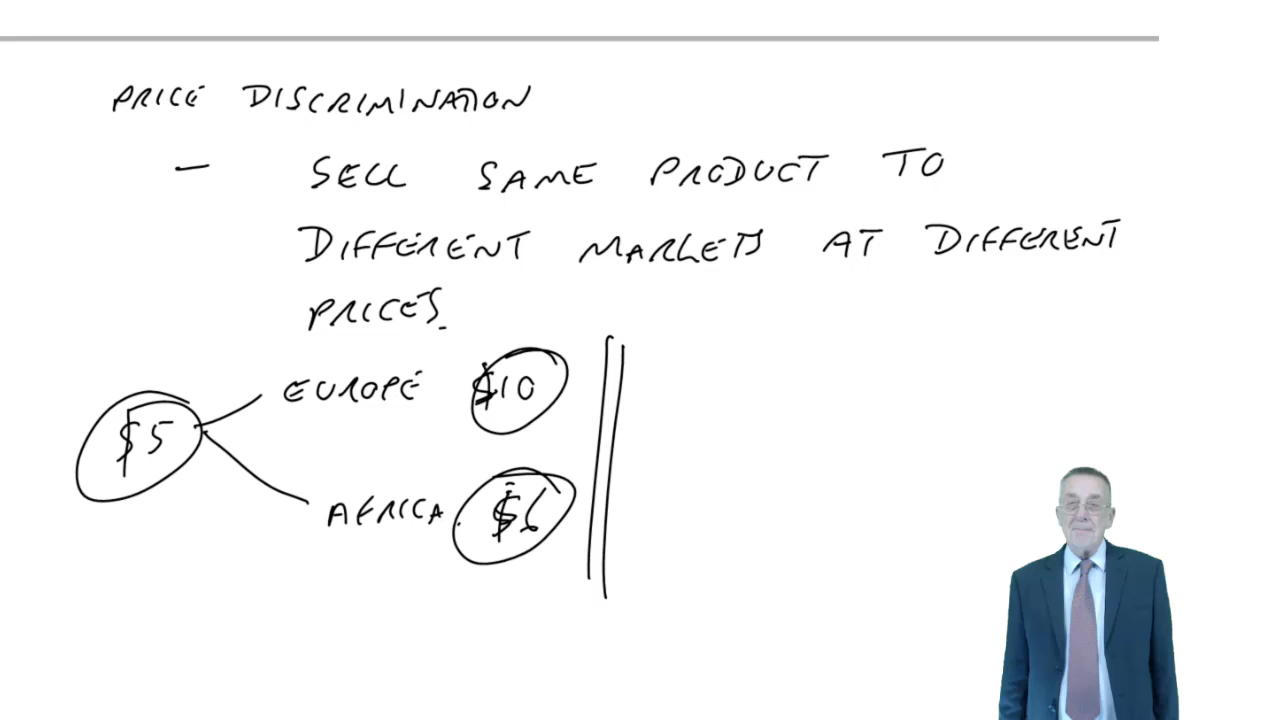 PRICE DISCRIMINATION
- SELL SAME PRODUCT TO
DIFFERENT MARKETS AT DIFFERENT
PRICES.
EUROPE $10
$5
AFRICA. $6